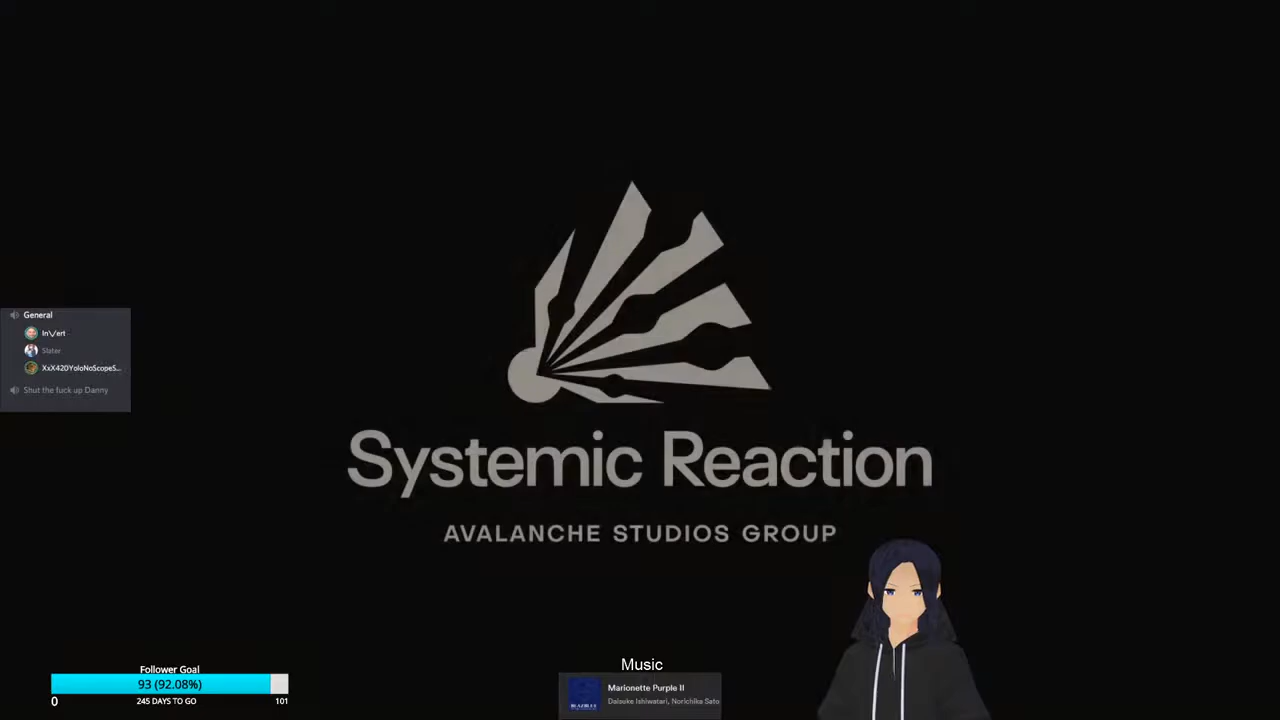 Systemic Reaction
AVALANCHE STUDIOS GROUP
General
In\/ert
Slater
XxX420YoloNoScopeS...
Shut the fuck up Danny
Follower Goal
93 (92.08%)
0
245 DAYS TO GO
101
Music
Marionette Purple II
Daisuke Ishiwatari, Norichika Sato